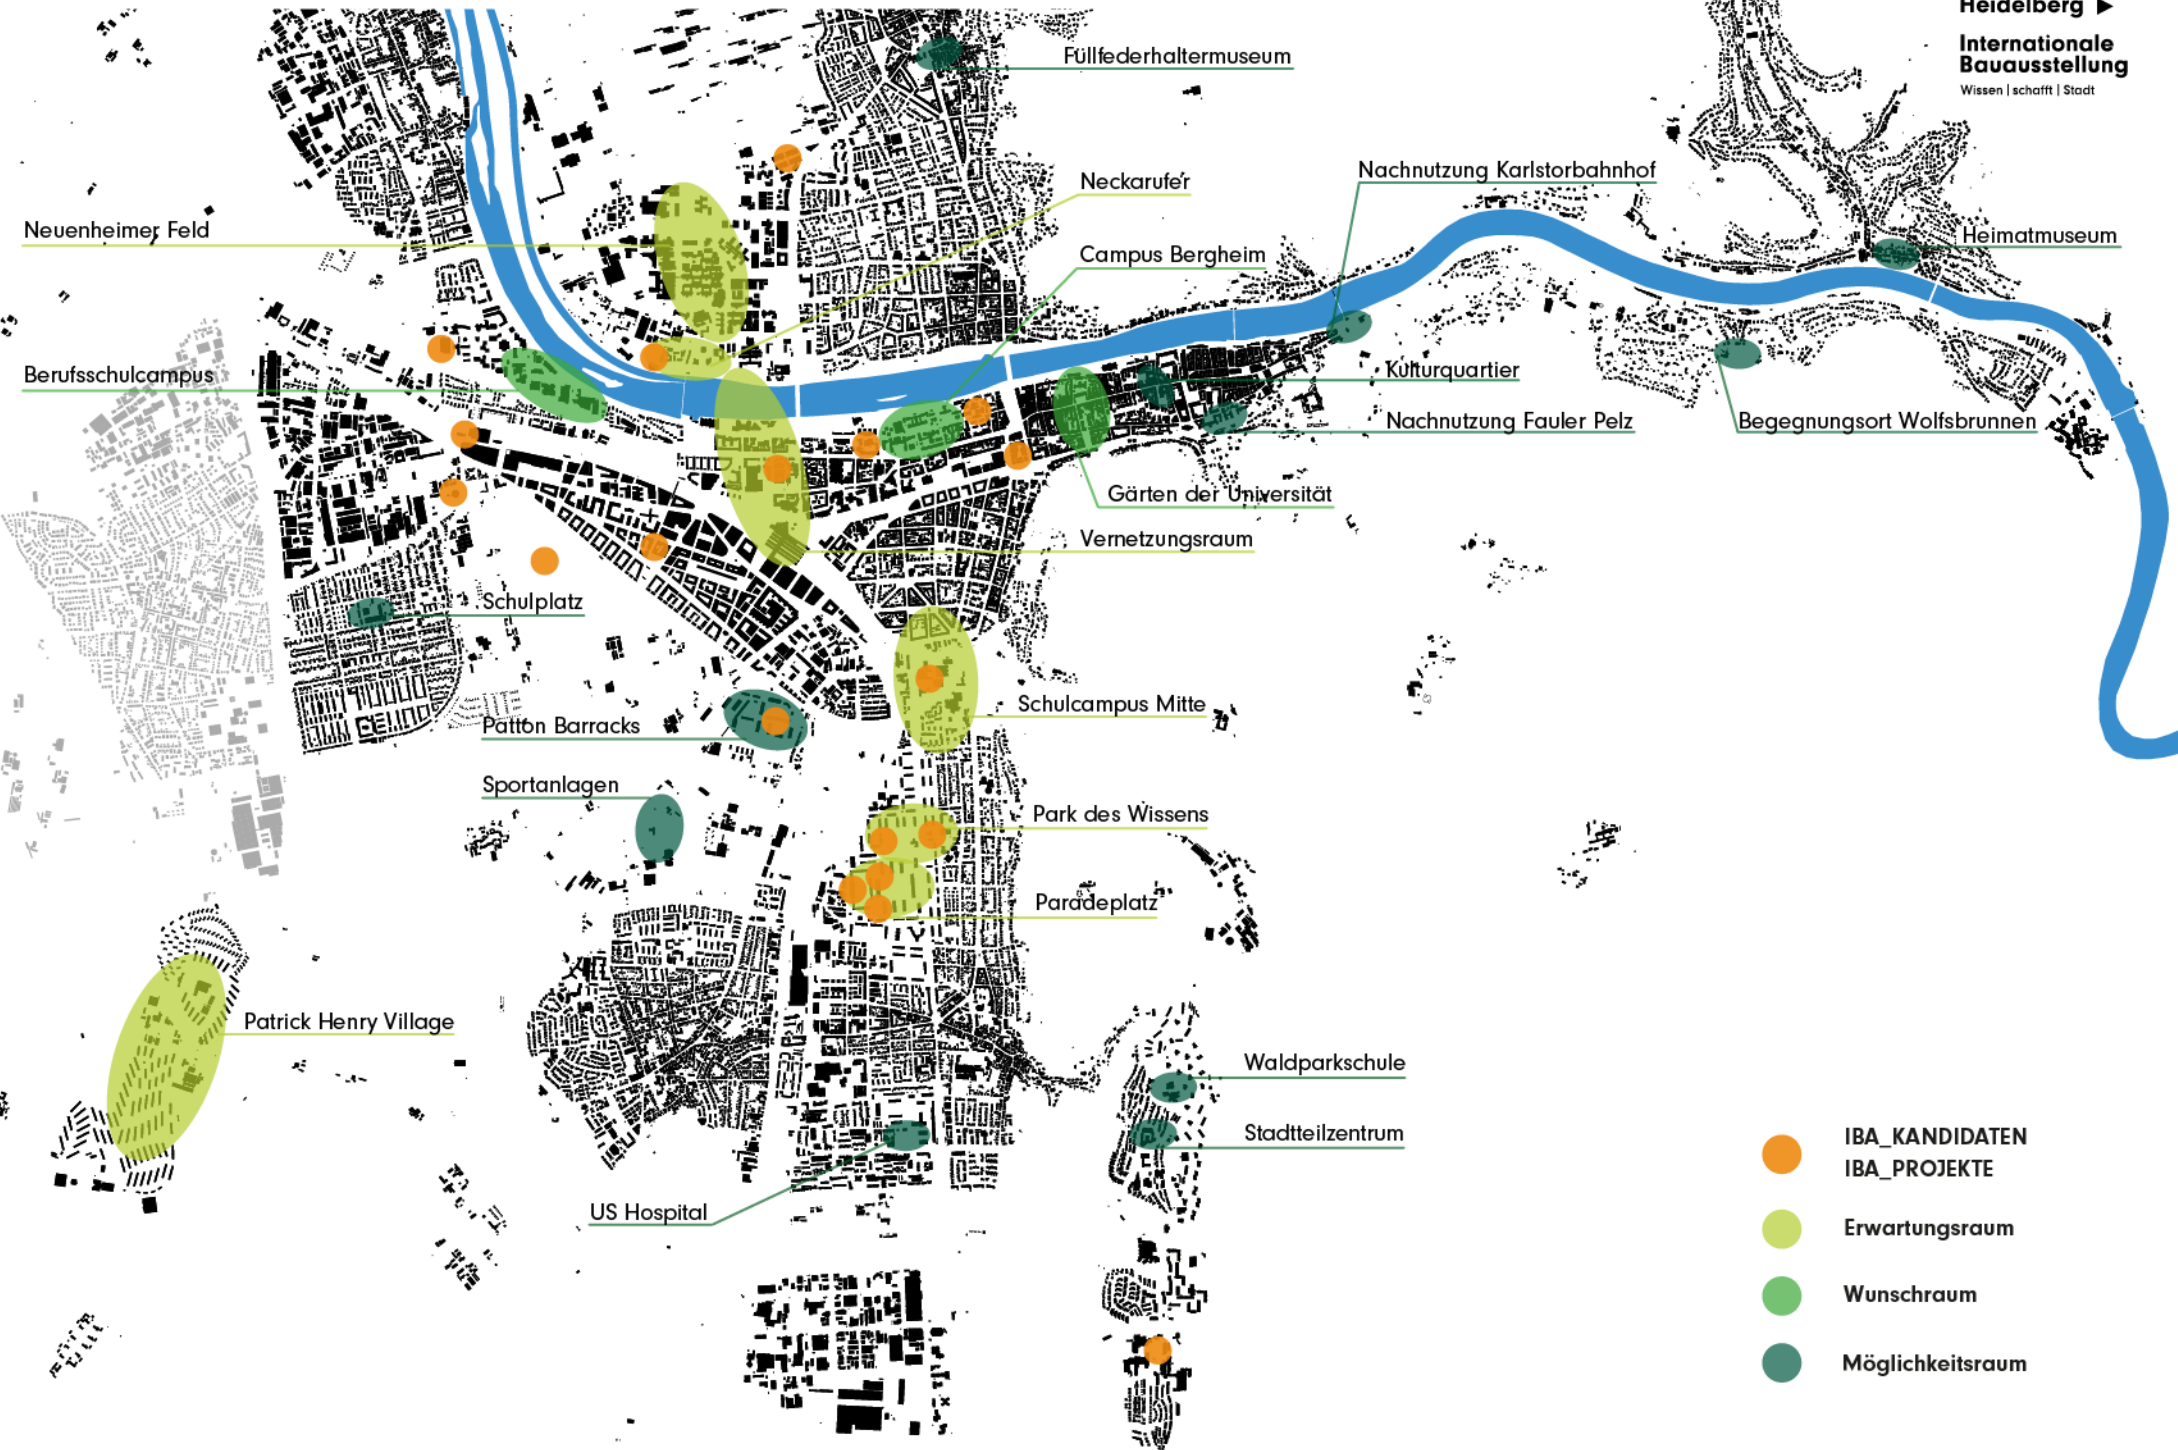 Heidelberg ▶
Internationale
Bauausstellung
Wissen | schafft | Stadt
Füllfederhaltermuseum
Neckarufer
Nachnutzung Karlstorbahnhof
Neuenheimer Feld
Campus Bergheim
Heimatmuseum
Berufsschulcampus
Kulturquartier
Nachnutzung Fauler Pelz
Begegnungsort Wolfsbrunnen
Gärten der Universität
Vernetzungsraum
Schulplatz
Schulcampus Mitte
Patton Barracks
Sportanlagen
Park des Wissens
Paradeplatz
Patrick Henry Village
Waldparkschule
Stadtteilzentrum
US Hospital
IBA_KANDIDATEN
IBA_PROJEKTE
Erwartungsraum
Wunschraum
Möglichkeitsraum